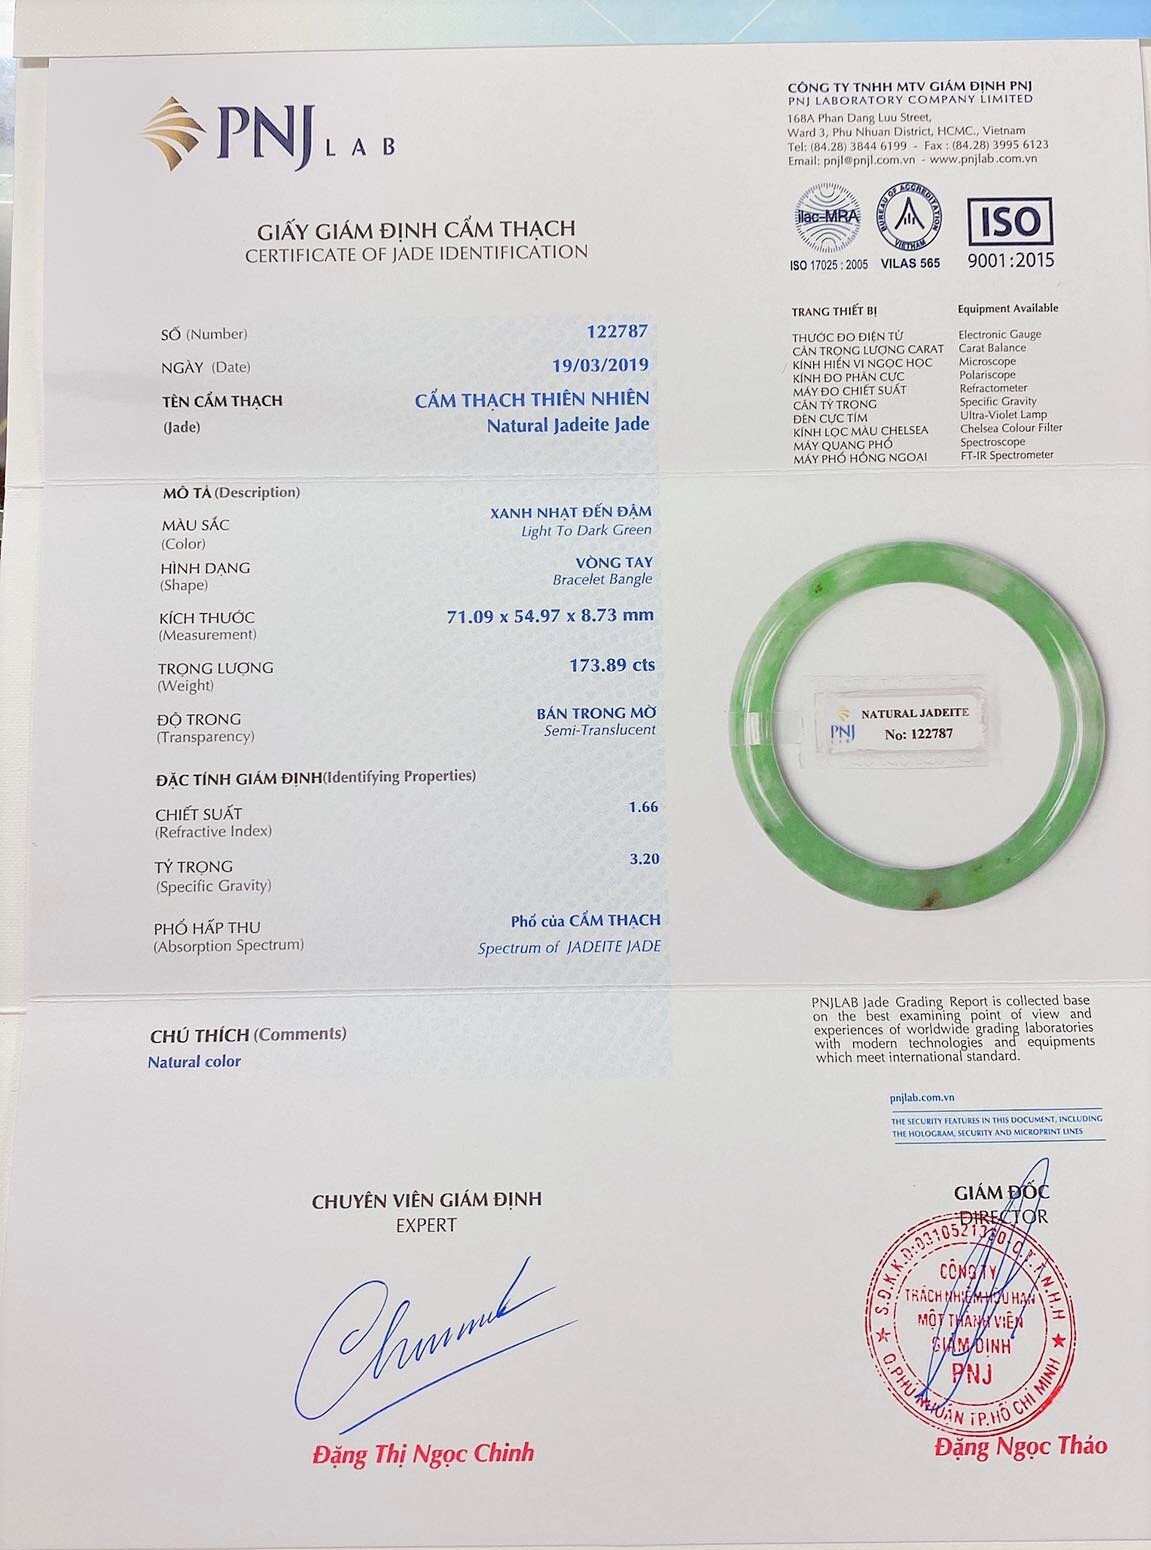 PNJ LAB
CÔNG TY TNHH MTV GIÁM ĐỊNH PNJ
PNJ LABORATORY COMPANY LIMITED
168A Phan Dang Luu Street,
Ward 3, Phu Nhuan District, HCMC., Vietnam
Tel: (84.28) 3844 6199 - Fax : (84.28) 3995 6123
Email: pnjl@pnjl.com.vn - www.pnjlab.com.vn
ilac-MRA
BUREAU OF ACCREDITATION
VIETNAM
ISO
ISO 17025 : 2005 VILAS 565 9001:2015
GIẤY GIÁM ĐỊNH CẨM THẠCH
CERTIFICATE OF JADE IDENTIFICATION
SỐ (Number) 122787
NGÀY (Date) 19/03/2019
TÊN CẨM THẠCH CẨM THẠCH THIÊN NHIÊN
(Jade) Natural Jadeite Jade
TRANG THIẾT BỊ Equipment Available
THƯỚC ĐO ĐIỆN TỬ Electronic Gauge
CÂN TRỌNG LƯỢNG CARAT Carat Balance
KÍNH HIỂN VI NGỌC HỌC Microscope
KÍNH ĐO PHÂN CỰC Polariscope
MÁY ĐO CHIẾT SUẤT Refractometer
CÂN TỶ TRỌNG Specific Gravity
ĐÈN CỰC TÍM Ultra-Violet Lamp
KÍNH LỌC MÀU CHELSEA Chelsea Colour Filter
MÁY QUANG PHỔ Spectroscope
MÁY PHỔ HỒNG NGOẠI FT-IR Spectrometer
MÔ TẢ (Description)
MÀU SẮC XANH NHẠT ĐẾN ĐẬM
(Color) Light To Dark Green
HÌNH DẠNG VÒNG TAY
(Shape) Bracelet Bangle
KÍCH THƯỚC 71.09 x 54.97 x 8.73 mm
(Measurement)
TRỌNG LƯỢNG 173.89 cts
(Weight)
ĐỘ TRONG BÁN TRONG MỜ
(Transparency) Semi-Translucent
PNJ
NATURAL JADEITE
No: 122787
ĐẶC TÍNH GIÁM ĐỊNH(Identifying Properties)
CHIẾT SUẤT 1.66
(Refractive Index)
TỶ TRỌNG 3.20
(Specific Gravity)
PHỔ HẤP THU Phổ của CẨM THẠCH
(Absorption Spectrum) Spectrum of JADEITE JADE
CHÚ THÍCH (Comments)
Natural color
PNJLAB Jade Grading Report is collected base
on the best examining point of view and
experiences of worldwide grading laboratories
with modern technologies and equipments
which meet international standard.
pnjlab.com.vn
THE SECURITY FEATURES IN THIS DOCUMENT, INCLUDING
THE HOLOGRAM, SECURITY AND MICROPRINT LINES
CHUYÊN VIÊN GIÁM ĐỊNH
EXPERT
GIÁM ĐỐC
DIRECTOR
CÔNG TY
TRÁCH NHIỆM HỮU HẠN
MỘT THÀNH VIÊN
GIÁM ĐỊNH
PNJ
Q.PHÚ NHUẬN TP.HỒ CHÍ MINH
Đặng Thị Ngọc Chinh
Đặng Ngọc Thảo